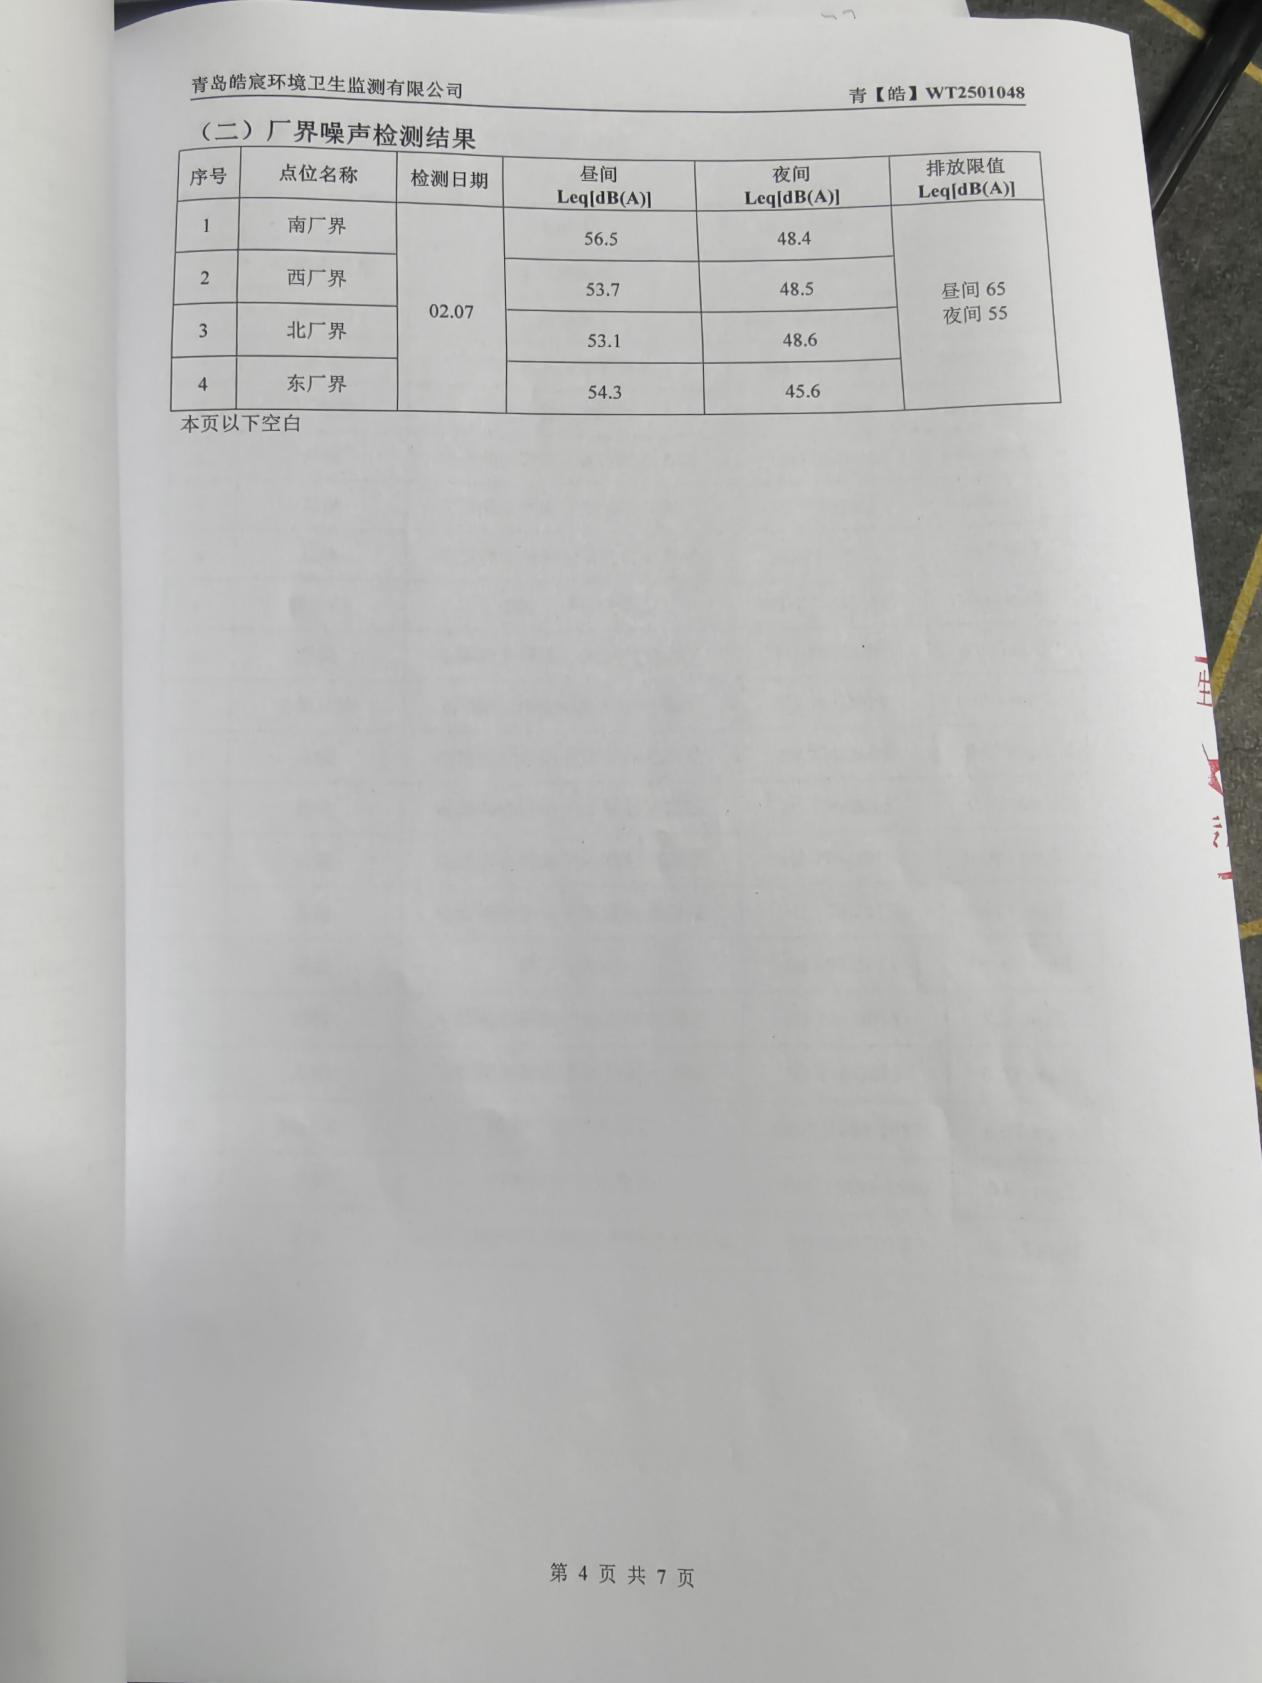 青岛皓宸环境卫生监测有限公司 青【皓】WT2501048
（二）厂界噪声检测结果
序号 点位名称 检测日期 昼间 Leq[dB(A)] 夜间 Leq[dB(A)] 排放限值 Leq[dB(A)]
1 南厂界 02.07 56.5 48.4 昼间 65 夜间 55
2 西厂界 53.7 48.5
3 北厂界 53.1 48.6
4 东厂界 54.3 45.6
本页以下空白
第 4 页 共 7 页